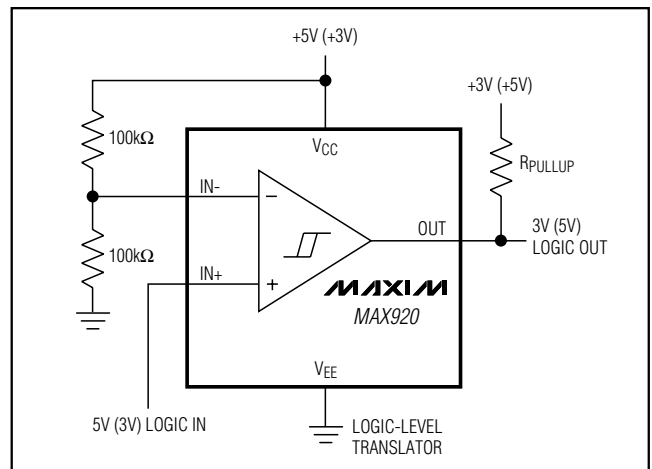 +5V (+3V)
+3V (+5V)
100kΩ
VCC
RPULLUP
IN-
−
OUT
3V (5V)
LOGIC OUT
100kΩ
IN+
+
MAXIM
MAX920
VEE
5V (3V) LOGIC IN
LOGIC-LEVEL
TRANSLATOR